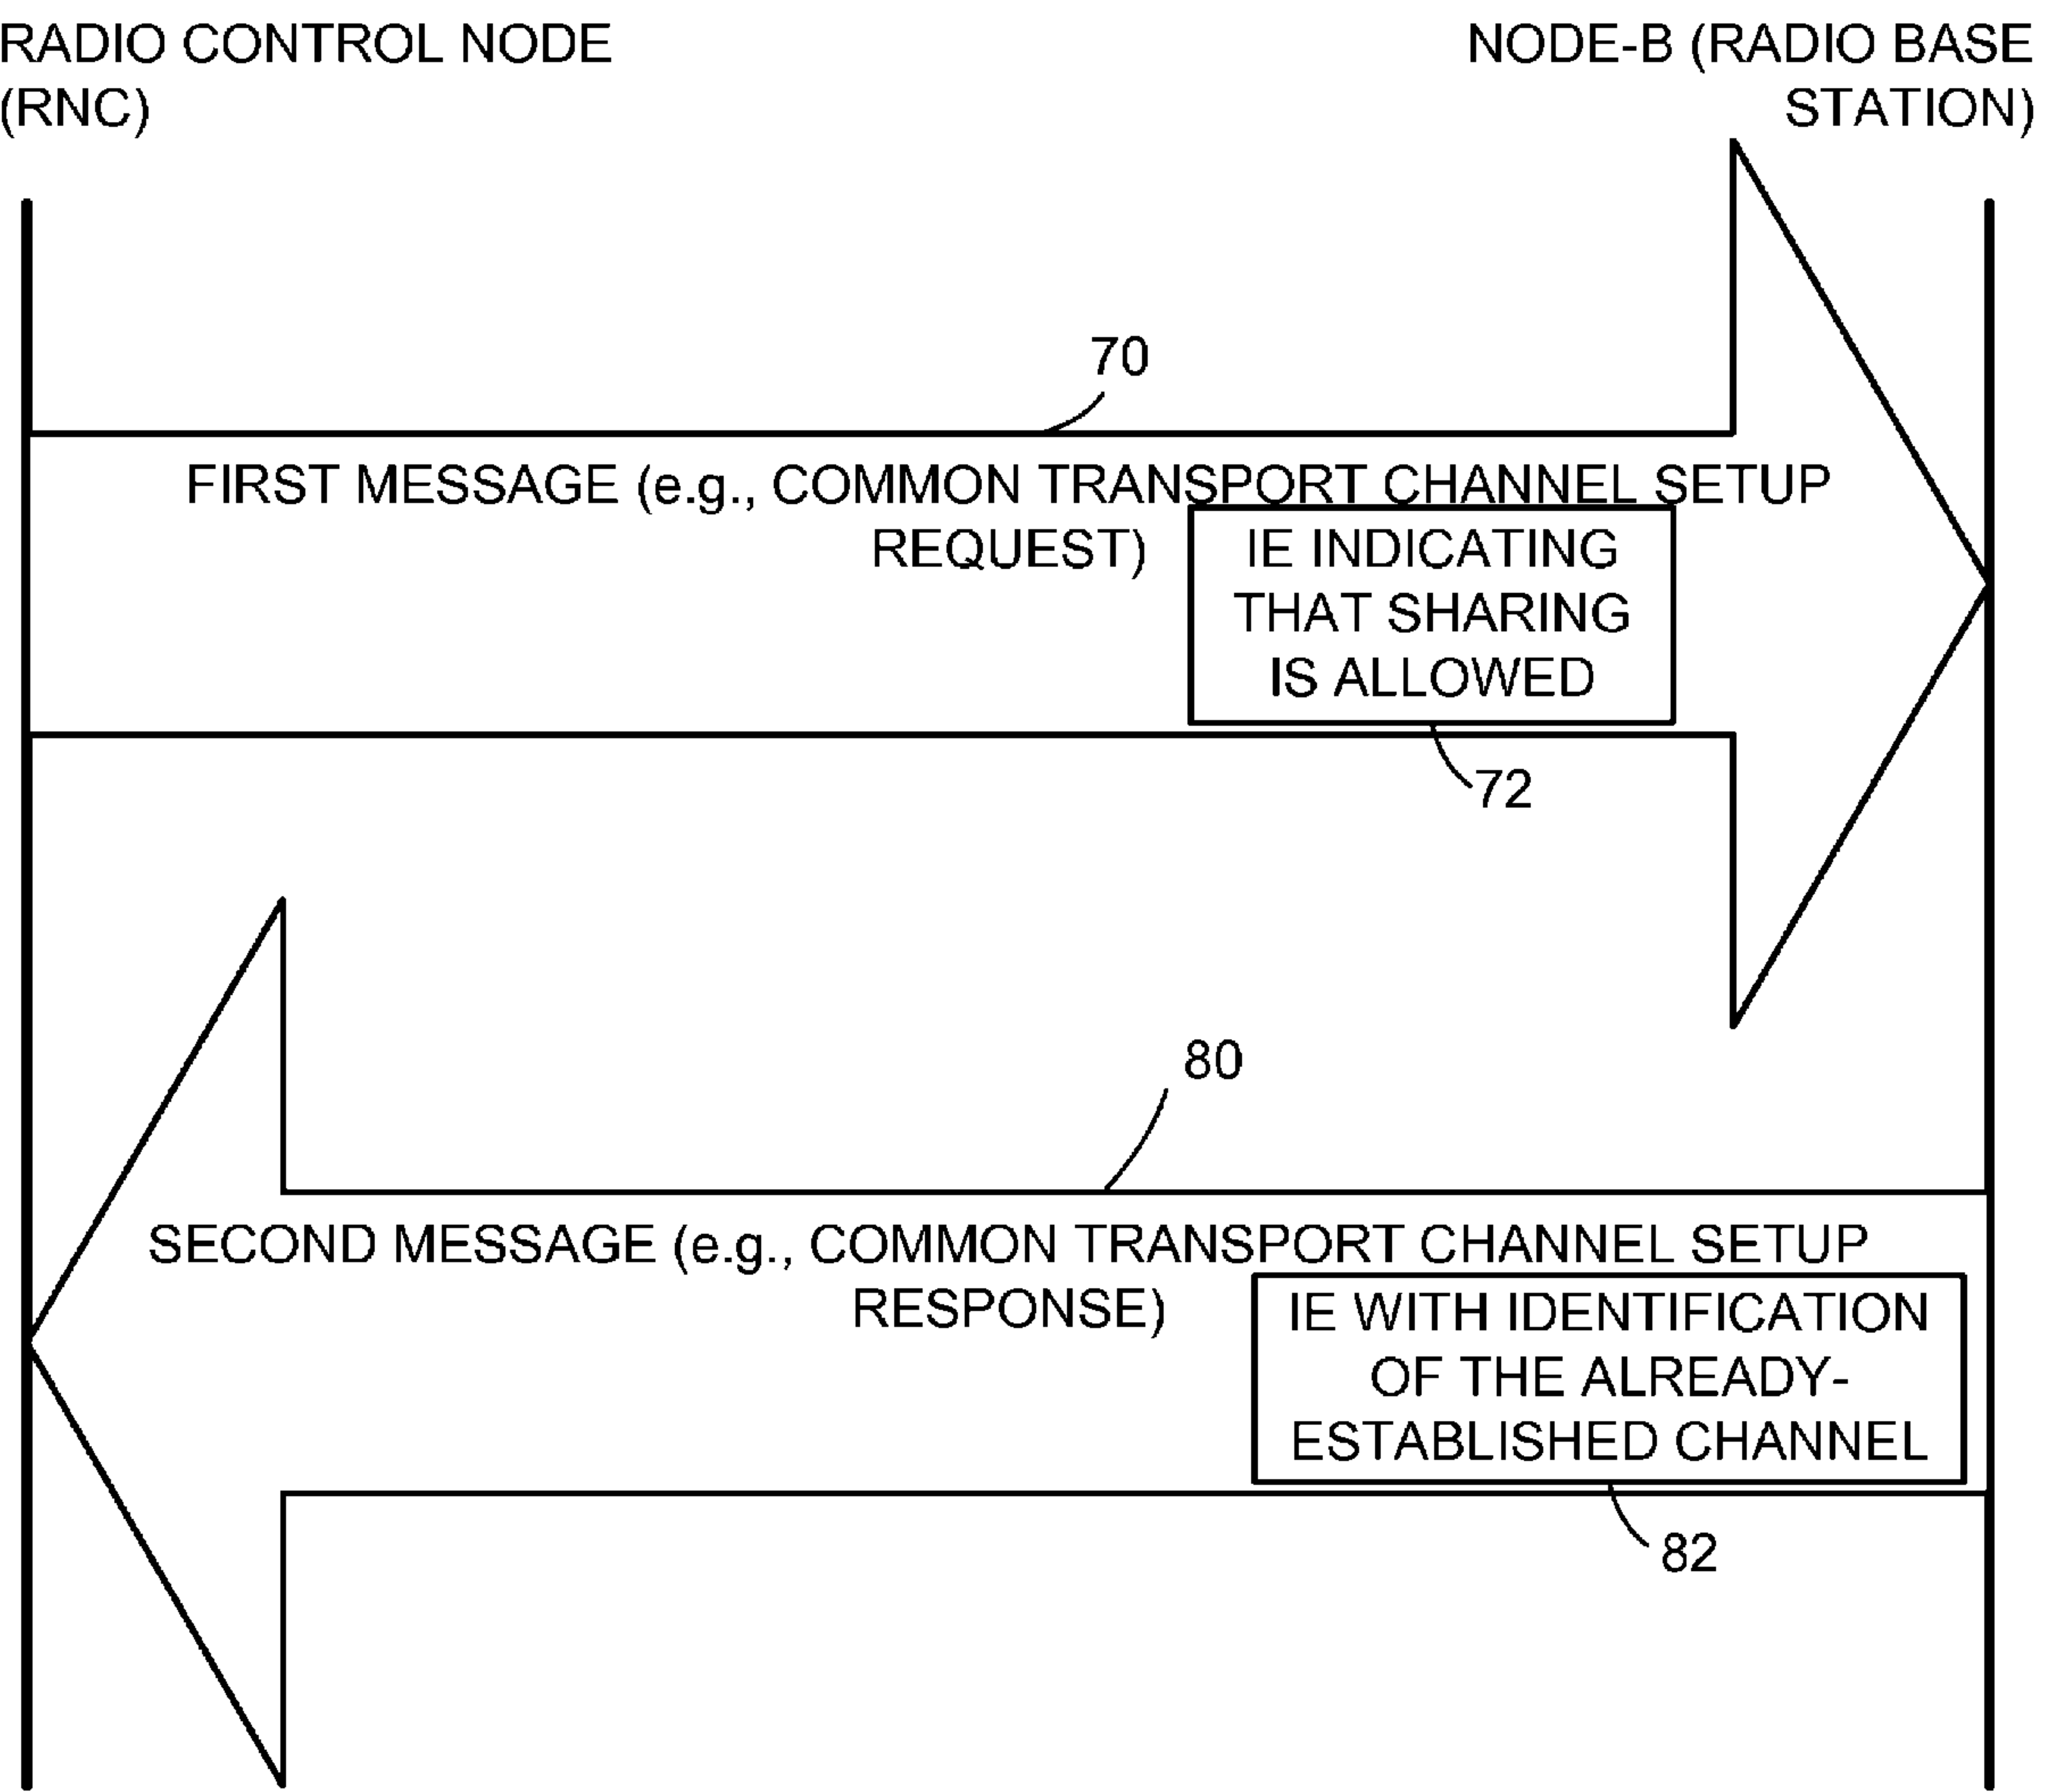 RADIO CONTROL NODE
(RNC)
NODE-B (RADIO BASE
STATION)
70
FIRST MESSAGE (e.g., COMMON TRANSPORT CHANNEL SETUP
REQUEST)
IE INDICATING
THAT SHARING
IS ALLOWED
72
80
SECOND MESSAGE (e.g., COMMON TRANSPORT CHANNEL SETUP
RESPONSE)
IE WITH IDENTIFICATION
OF THE ALREADY-
ESTABLISHED CHANNEL
82